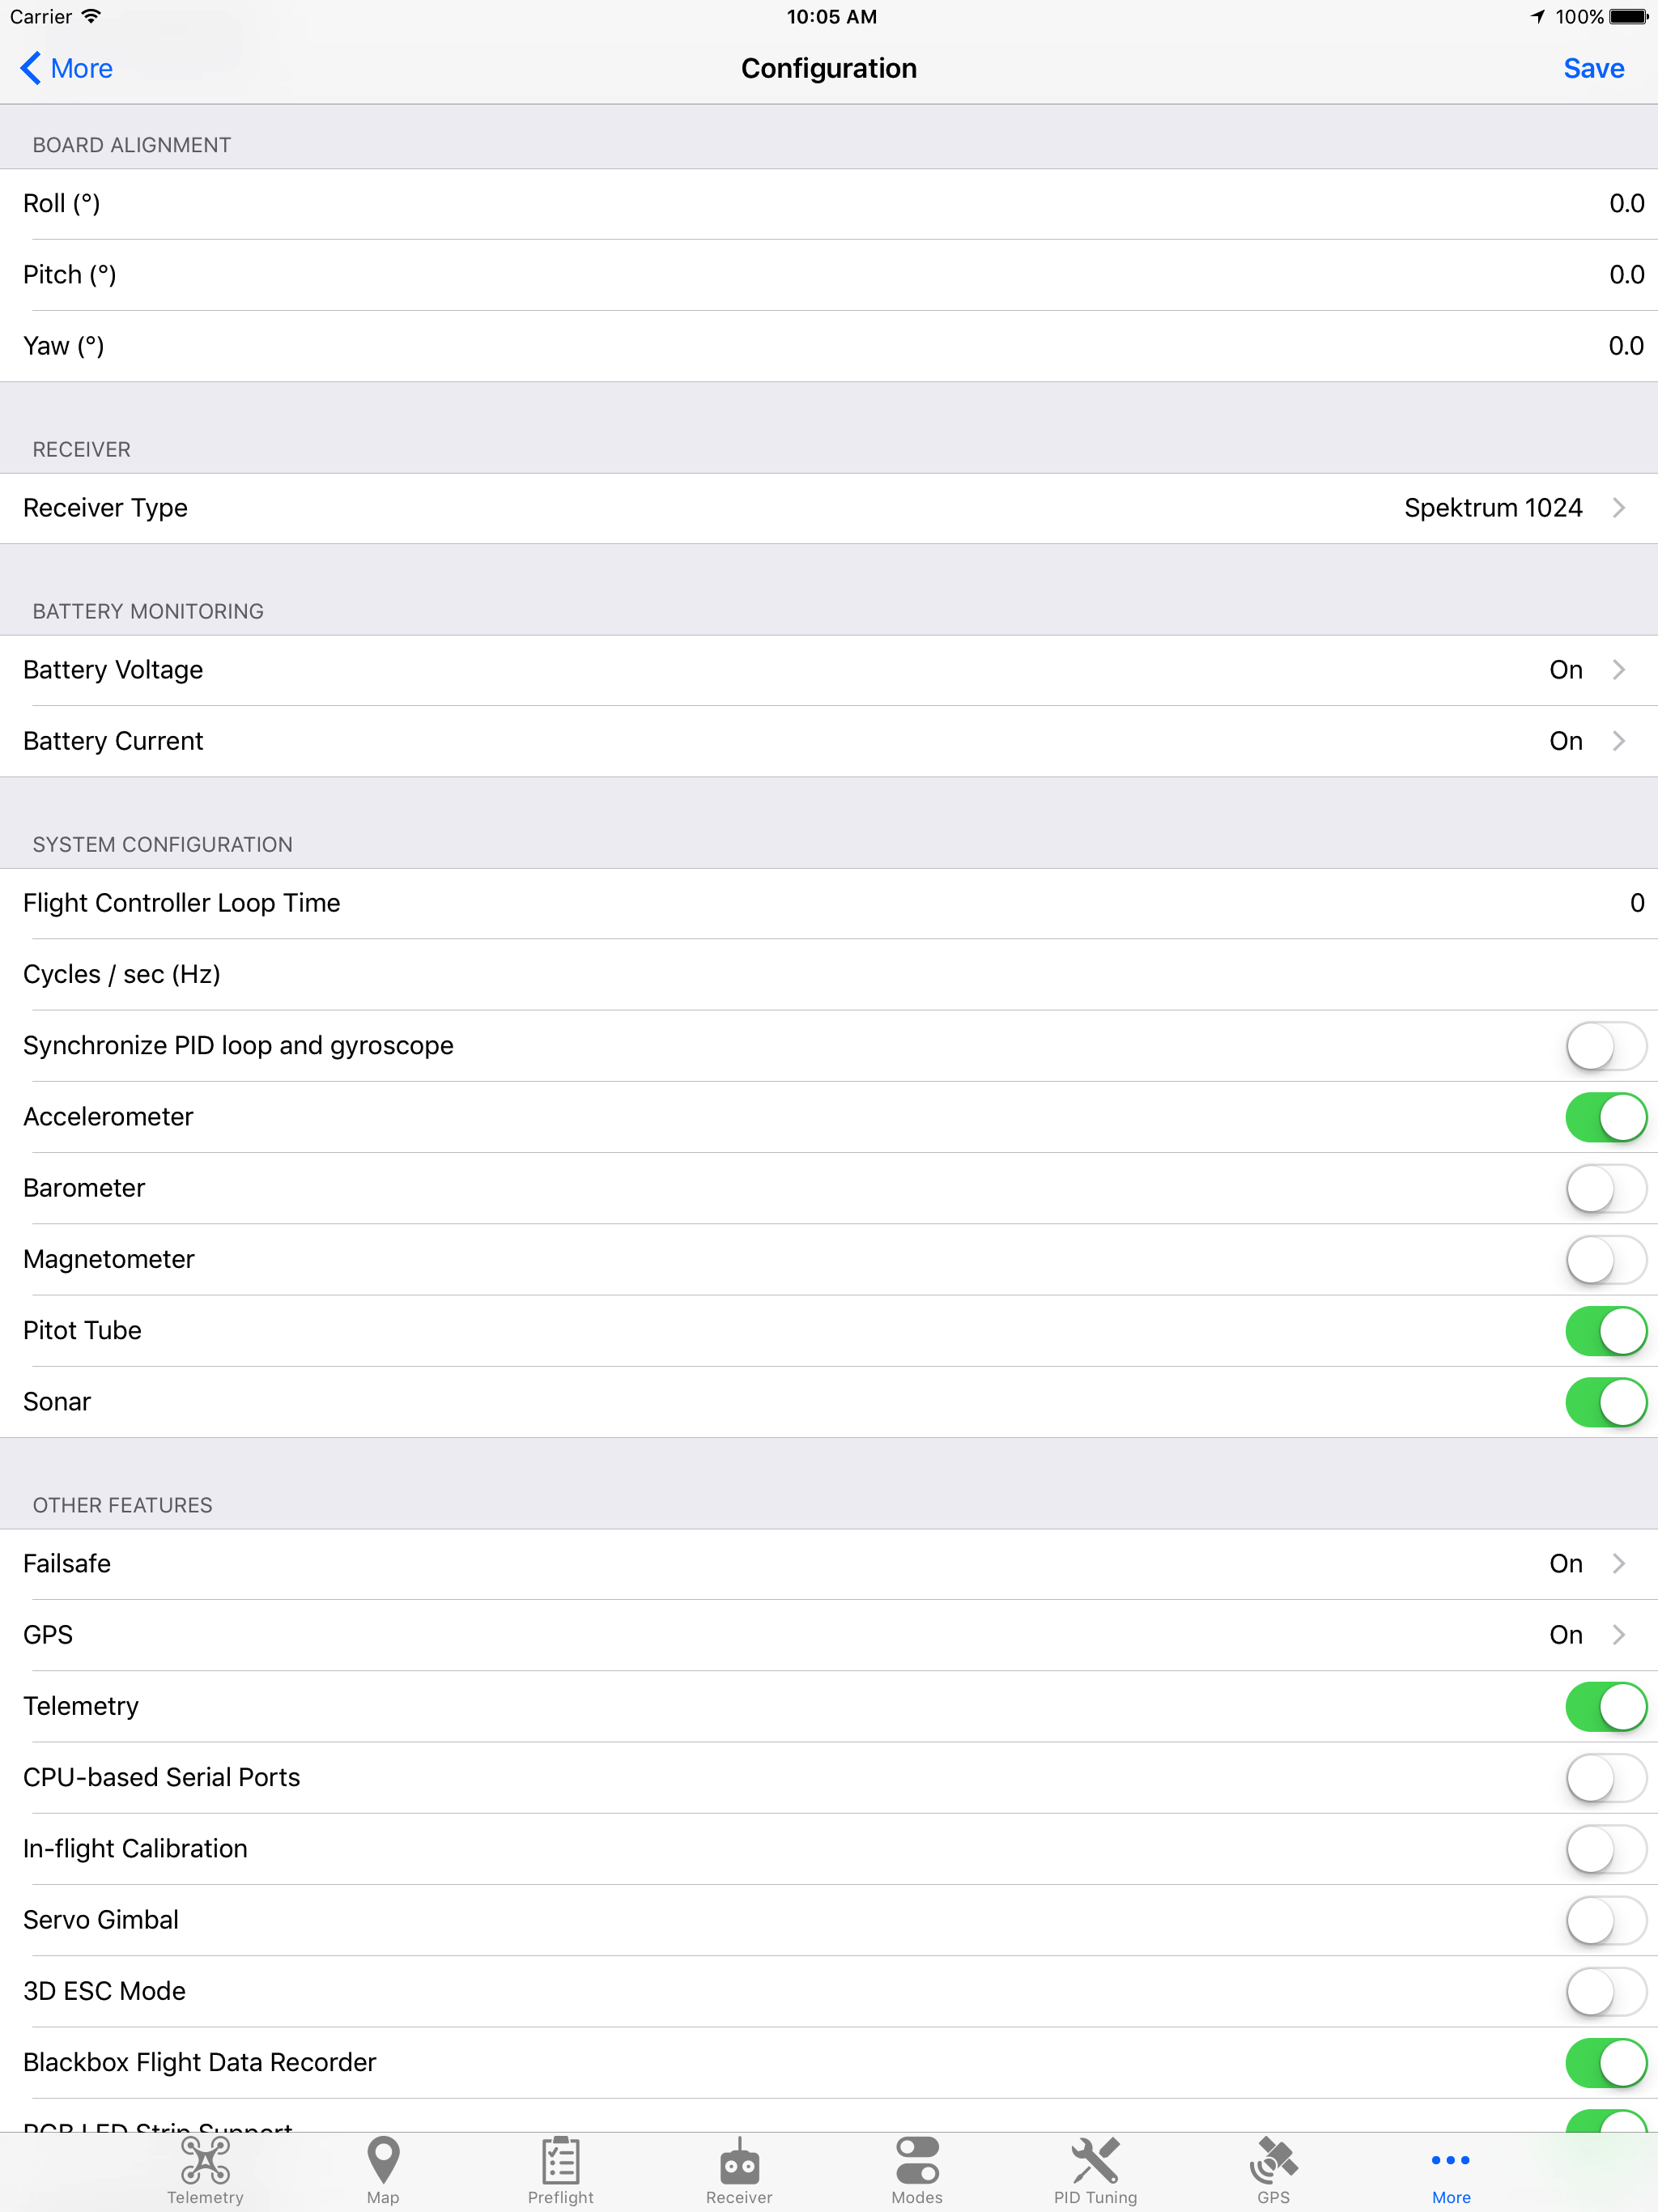 Carrier 10:05 AM 100%
More Configuration Save
BOARD ALIGNMENT
Roll (°) 0.0
Pitch (°) 0.0
Yaw (°) 0.0
RECEIVER
Receiver Type Spektrum 1024
BATTERY MONITORING
Battery Voltage On
Battery Current On
SYSTEM CONFIGURATION
Flight Controller Loop Time 0
Cycles / sec (Hz)
Synchronize PID loop and gyroscope
Accelerometer
Barometer
Magnetometer
Pitot Tube
Sonar
OTHER FEATURES
Failsafe On
GPS On
Telemetry
CPU-based Serial Ports
In-flight Calibration
Servo Gimbal
3D ESC Mode
Blackbox Flight Data Recorder
RGB LED Strip Support
Telemetry Map Preflight Receiver Modes PID Tuning GPS More